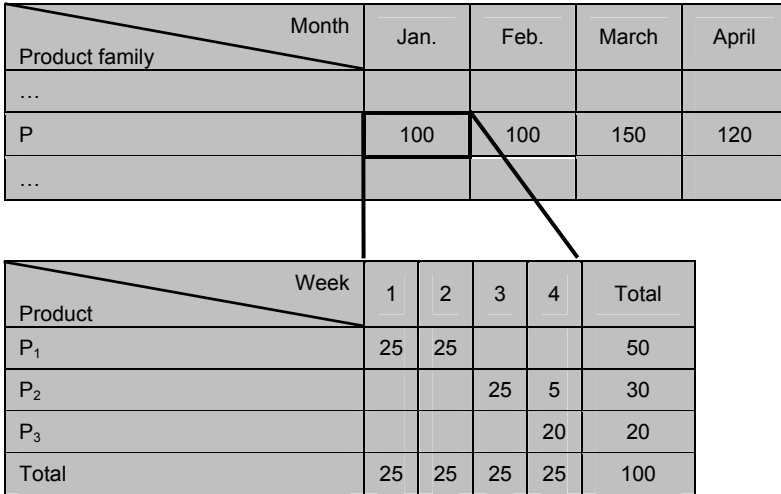 Month Jan. Feb. March April
Product family
…
P 100 100 150 120
…
Week 1 2 3 4 Total
Product
P₁ 25 25 50
P₂ 25 5 30
P₃ 20 20
Total 25 25 25 25 100